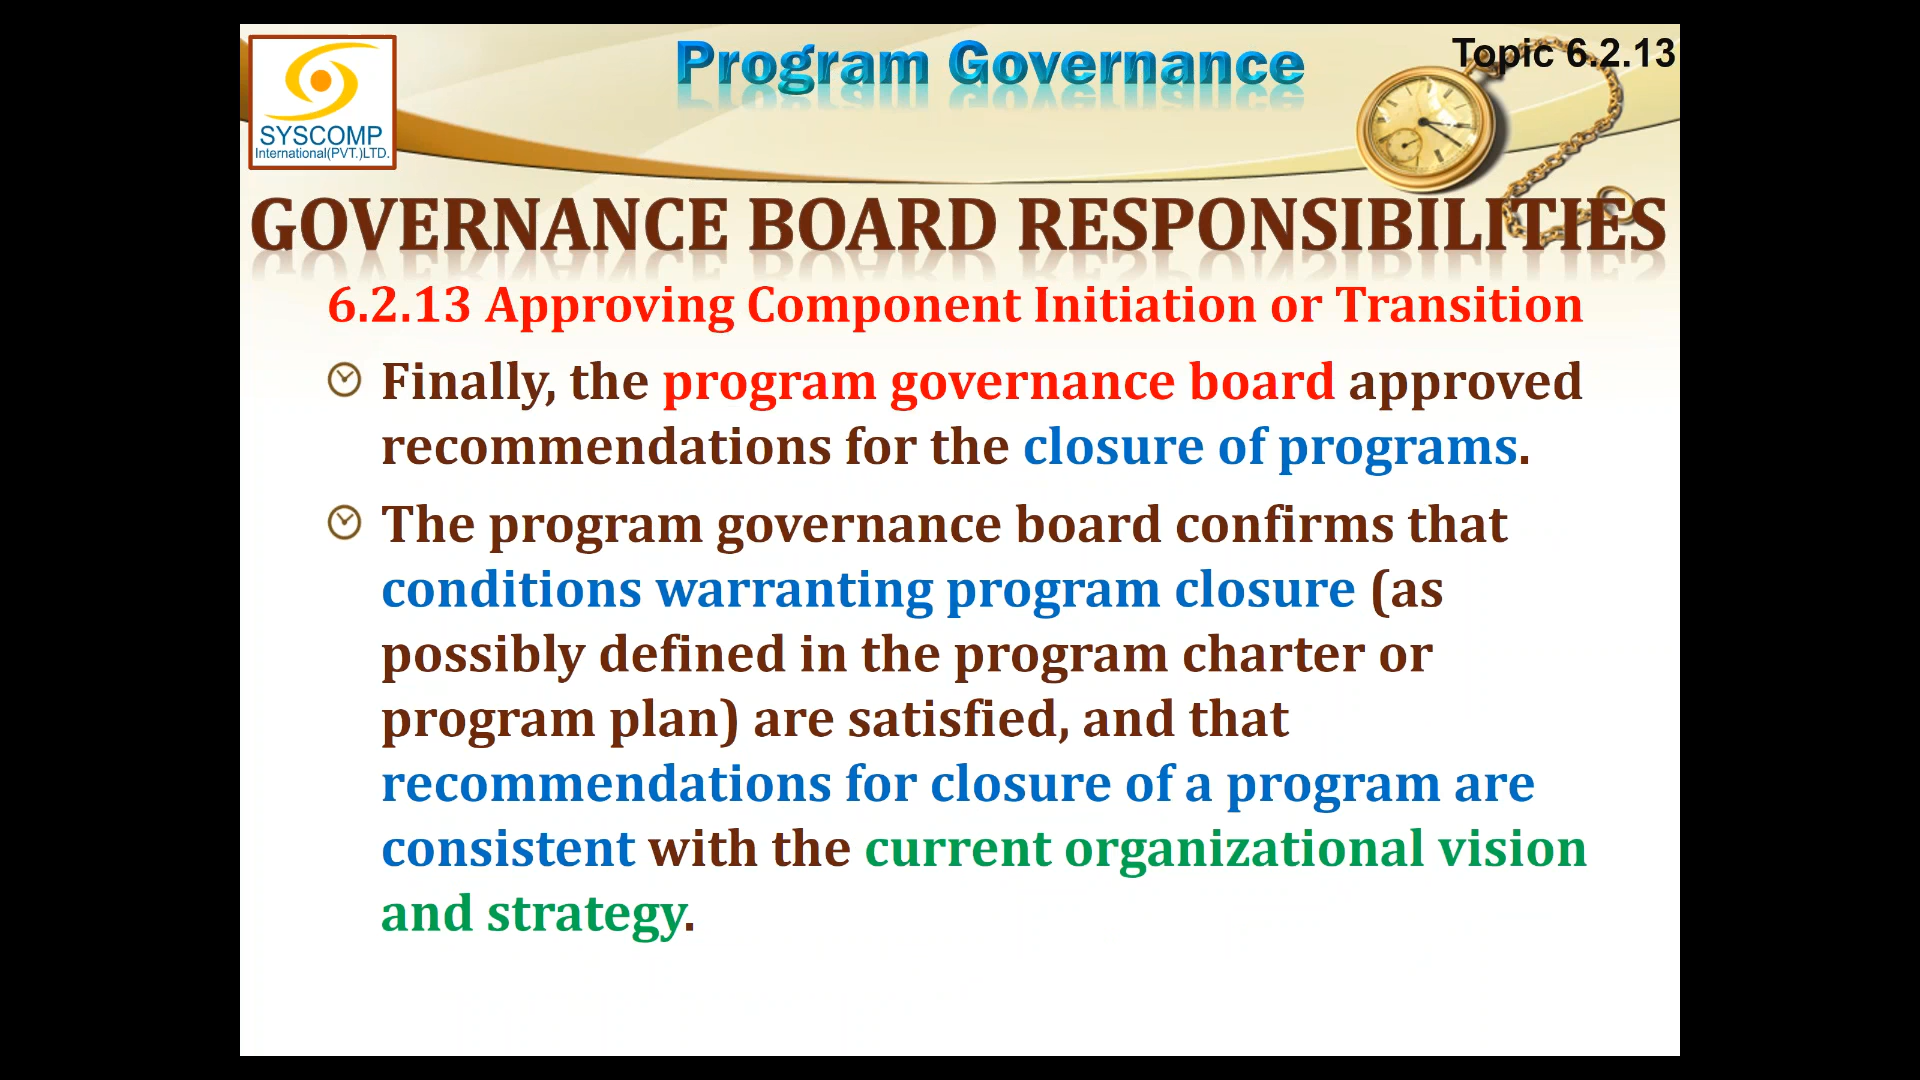 Program Governance
Topic 6.2.13
SYSCOMP
International(PVT.)LTD.
GOVERNANCE BOARD RESPONSIBILITIES
6.2.13 Approving Component Initiation or Transition
Finally, the program governance board approved
recommendations for the closure of programs.
The program governance board confirms that
conditions warranting program closure (as
possibly defined in the program charter or
program plan) are satisfied, and that
recommendations for closure of a program are
consistent with the current organizational vision
and strategy.